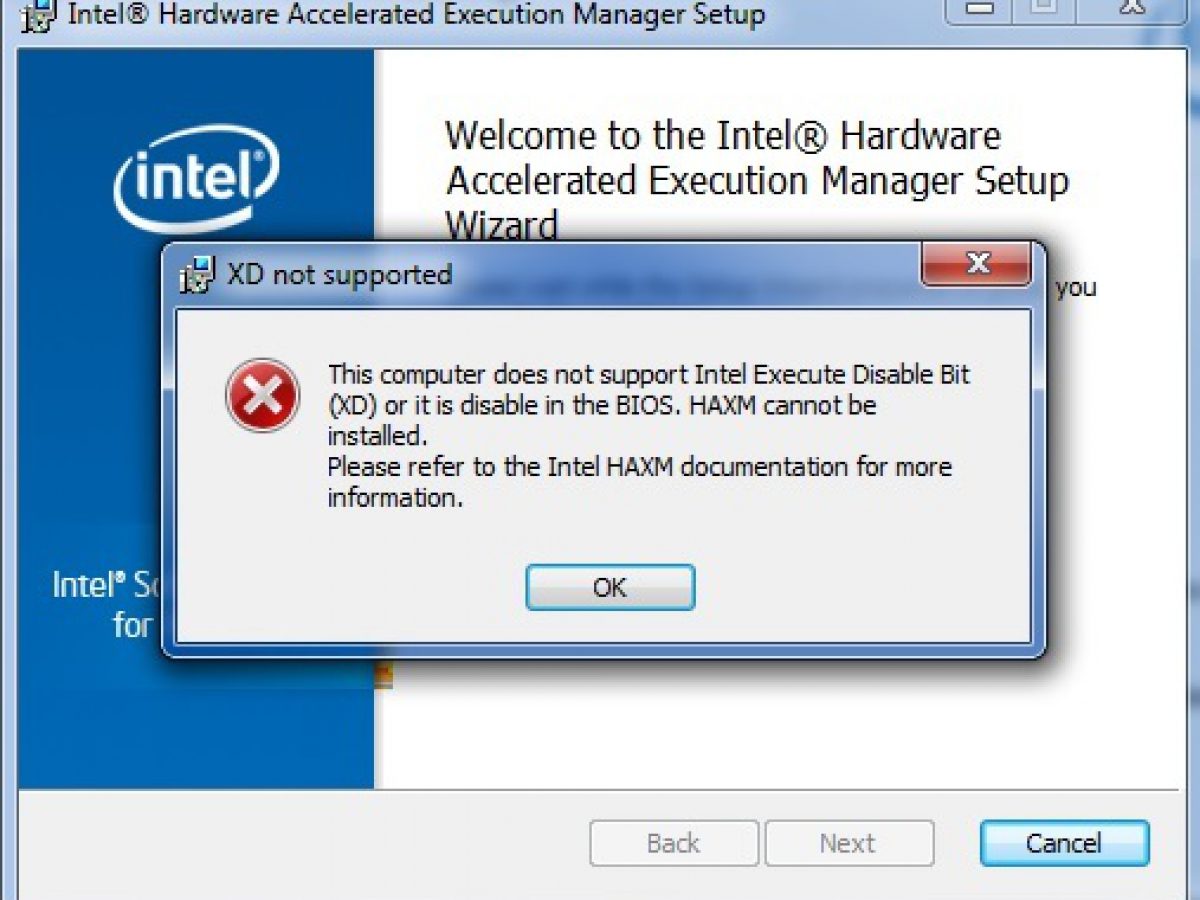 Intel® Hardware Accelerated Execution Manager Setup
intel®
Welcome to the Intel® Hardware
Accelerated Execution Manager Setup
Wizard
you
XD not supported
This computer does not support Intel Execute Disable Bit
(XD) or it is disable in the BIOS. HAXM cannot be
installed.
Please refer to the Intel HAXM documentation for more
information.
OK
Intel®
for
Back
Next
Cancel